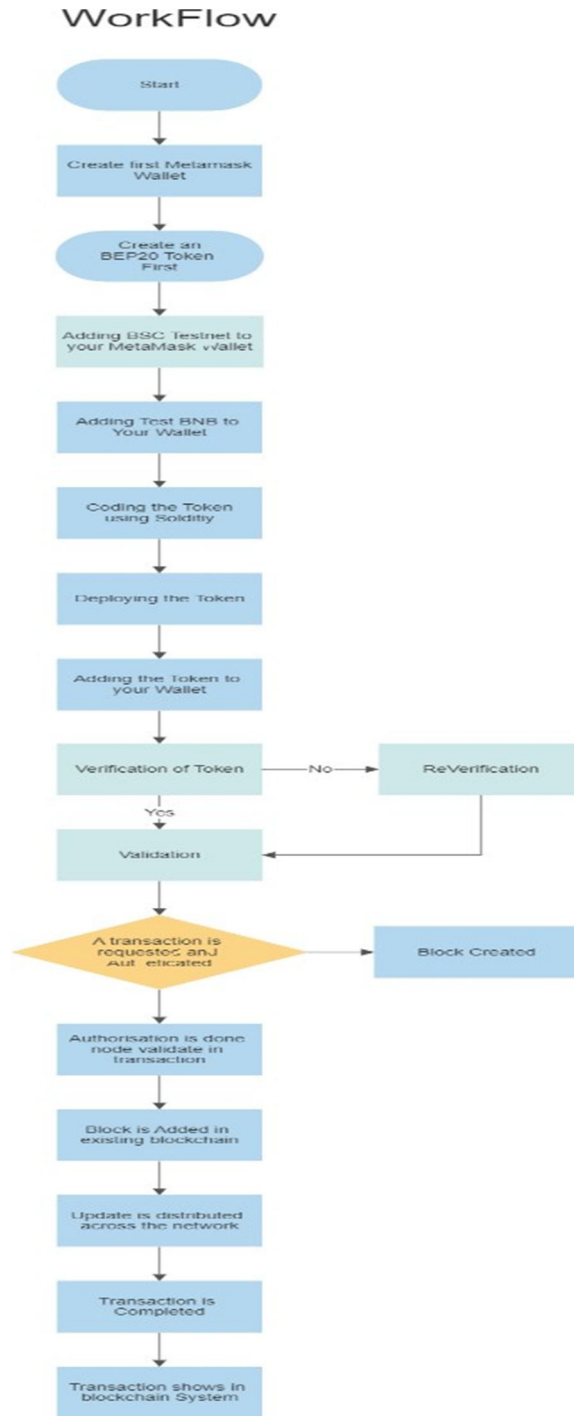 WorkFlow
Start
Create first Metamask
Wallet
Create an
BEP20 Token
First
Adding BSC Testnet to
your MetaMask Wallet
Adding Test BNB to
Your Wallet
Coding the Token
using Solditiy
Deploying the Token
Adding the Token to
your Wallet
Verification of Token
No
ReVerification
Yes
Validation
A transaction is
requested and
Block Created
Authorisation is done
node validate in
transaction
Block is Added in
existing blockchain
Update is distributed
across the network
Transaction is
Completed
Transaction shows in
blockchain System